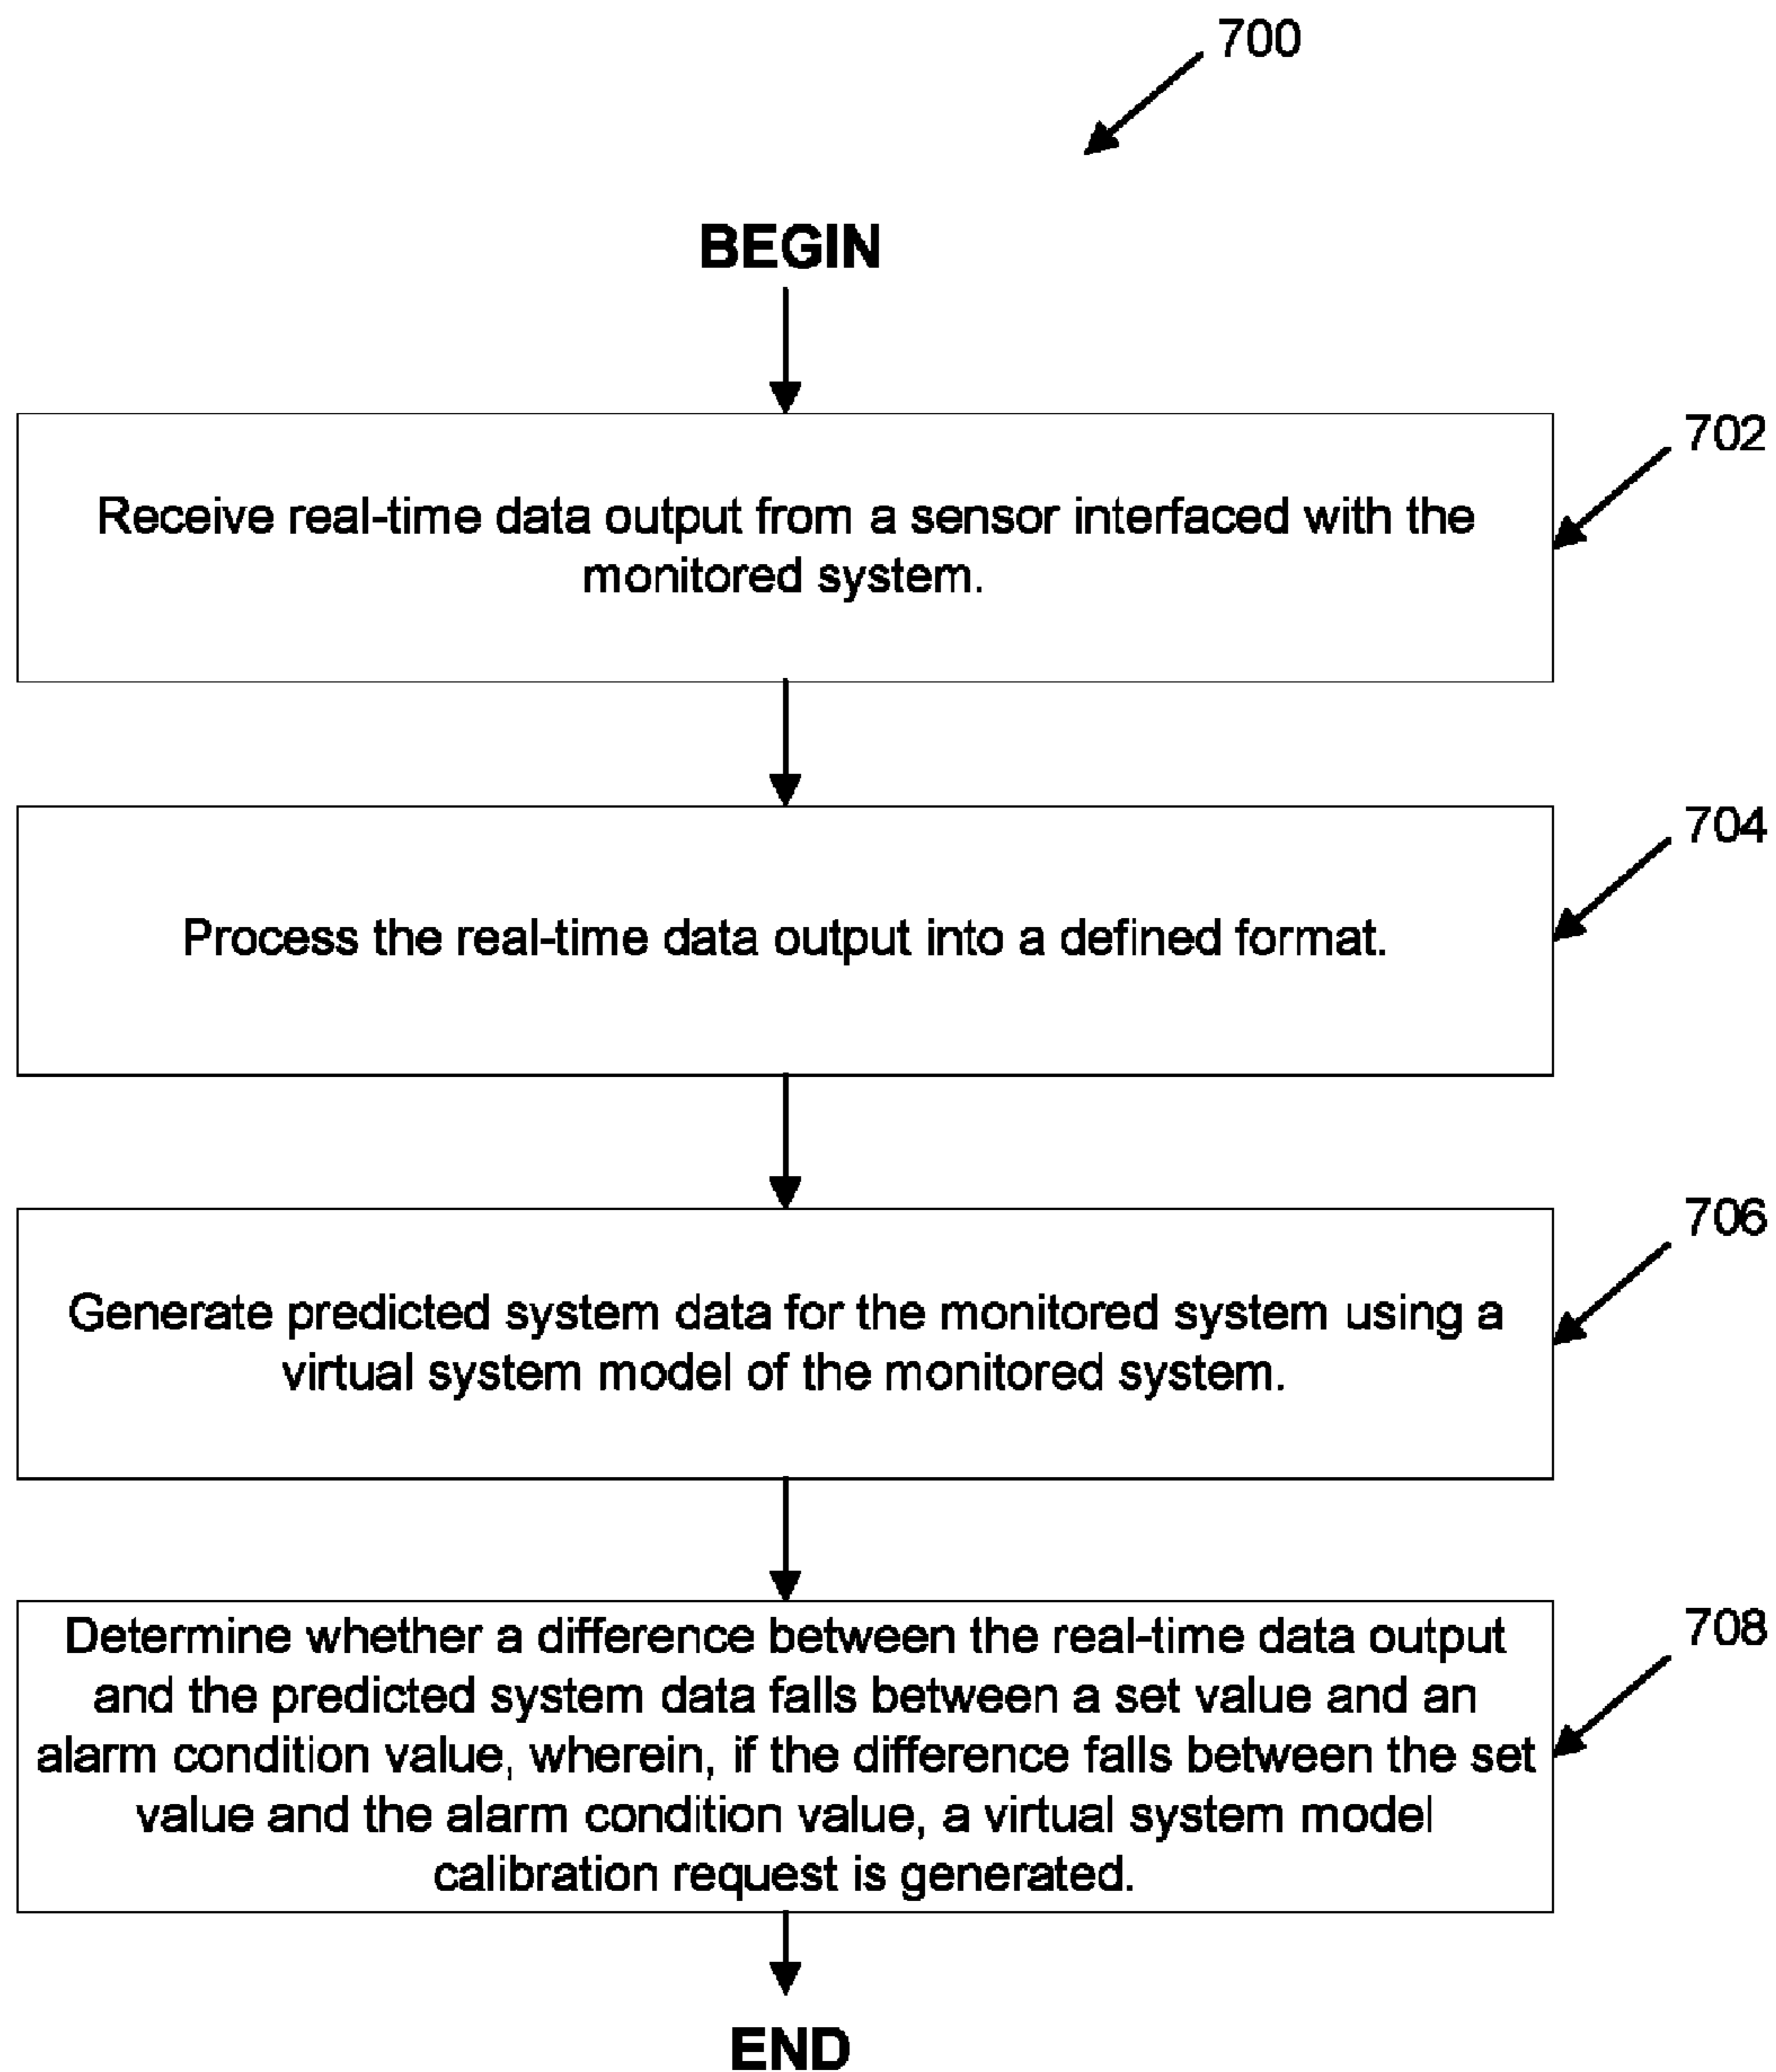 700
BEGIN
702
Receive real-time data output from a sensor interfaced with the
monitored system.
704
Process the real-time data output into a defined format.
706
Generate predicted system data for the monitored system using a
virtual system model of the monitored system.
708
Determine whether a difference between the real-time data output
and the predicted system data falls between a set value and an
alarm condition value, wherein, if the difference falls between the set
value and the alarm condition value, a virtual system model
calibration request is generated.
END